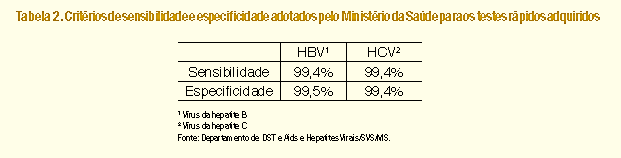 Tabela 2. Critérios de sensibilidade e especificidade adotados pelo Ministério da Saúde para os testes rápidos adquiridos
HBV¹ HCV²
Sensibilidade 99,4% 99,4%
Especificidade 99,5% 99,4%
¹ Vírus da hepatite B
² Vírus da hepatite C
Fonte: Departamento de DST e Aids e Hepatites Virais/SVS/MS.